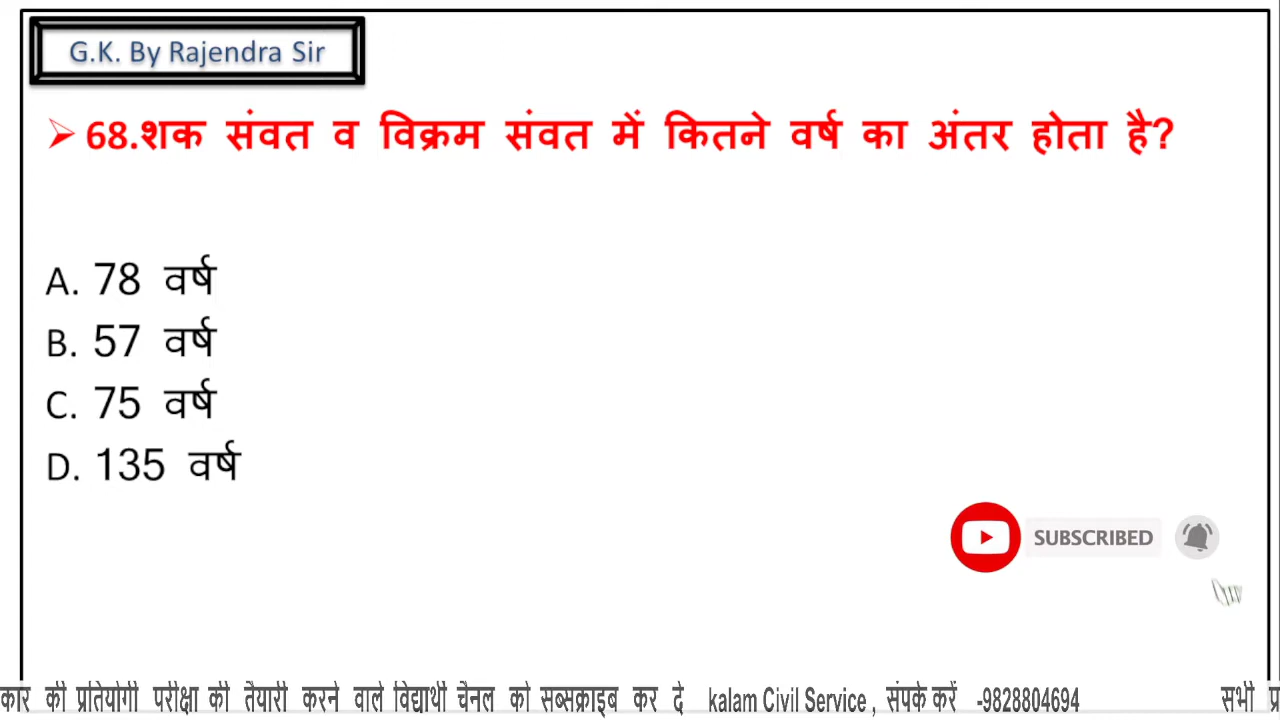 G.K. By Rajendra Sir
68.शक संवत व विक्रम संवत में कितने वर्ष का अंतर होता है?
A. 78 वर्ष
B. 57 वर्ष
C. 75 वर्ष
D. 135 वर्ष
SUBSCRIBED
कार की प्रतियोगी परीक्षा की तैयारी करने वाले विद्यार्थी चैनल को सब्सक्राइब कर दे kalam Civil Service , संपर्क करें -9828804694 सभी प्र